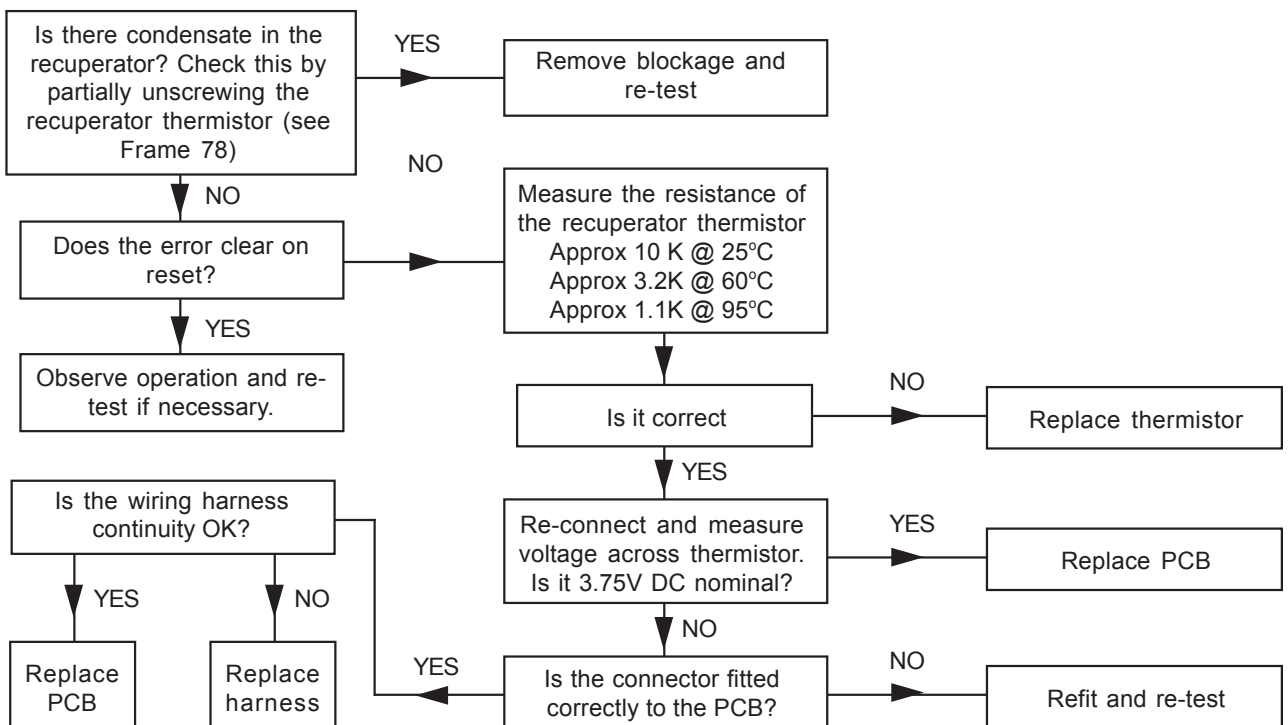 Is there condensate in the
recuperator? Check this by
partially unscrewing the
recuperator thermistor (see
Frame 78)
YES
Remove blockage and
re-test
NO
Does the error clear on
reset?
NO
Measure the resistance of
the recuperator thermistor
Approx 10 K @ 25°C
Approx 3.2K @ 60°C
Approx 1.1K @ 95°C
YES
Observe operation and re-
test if necessary.
Is it correct
NO
Replace thermistor
YES
Re-connect and measure
voltage across thermistor.
Is it 3.75V DC nominal?
YES
Replace PCB
NO
Is the connector fitted
correctly to the PCB?
NO
Refit and re-test
YES
Is the wiring harness
continuity OK?
YES
Replace
PCB
NO
Replace
harness